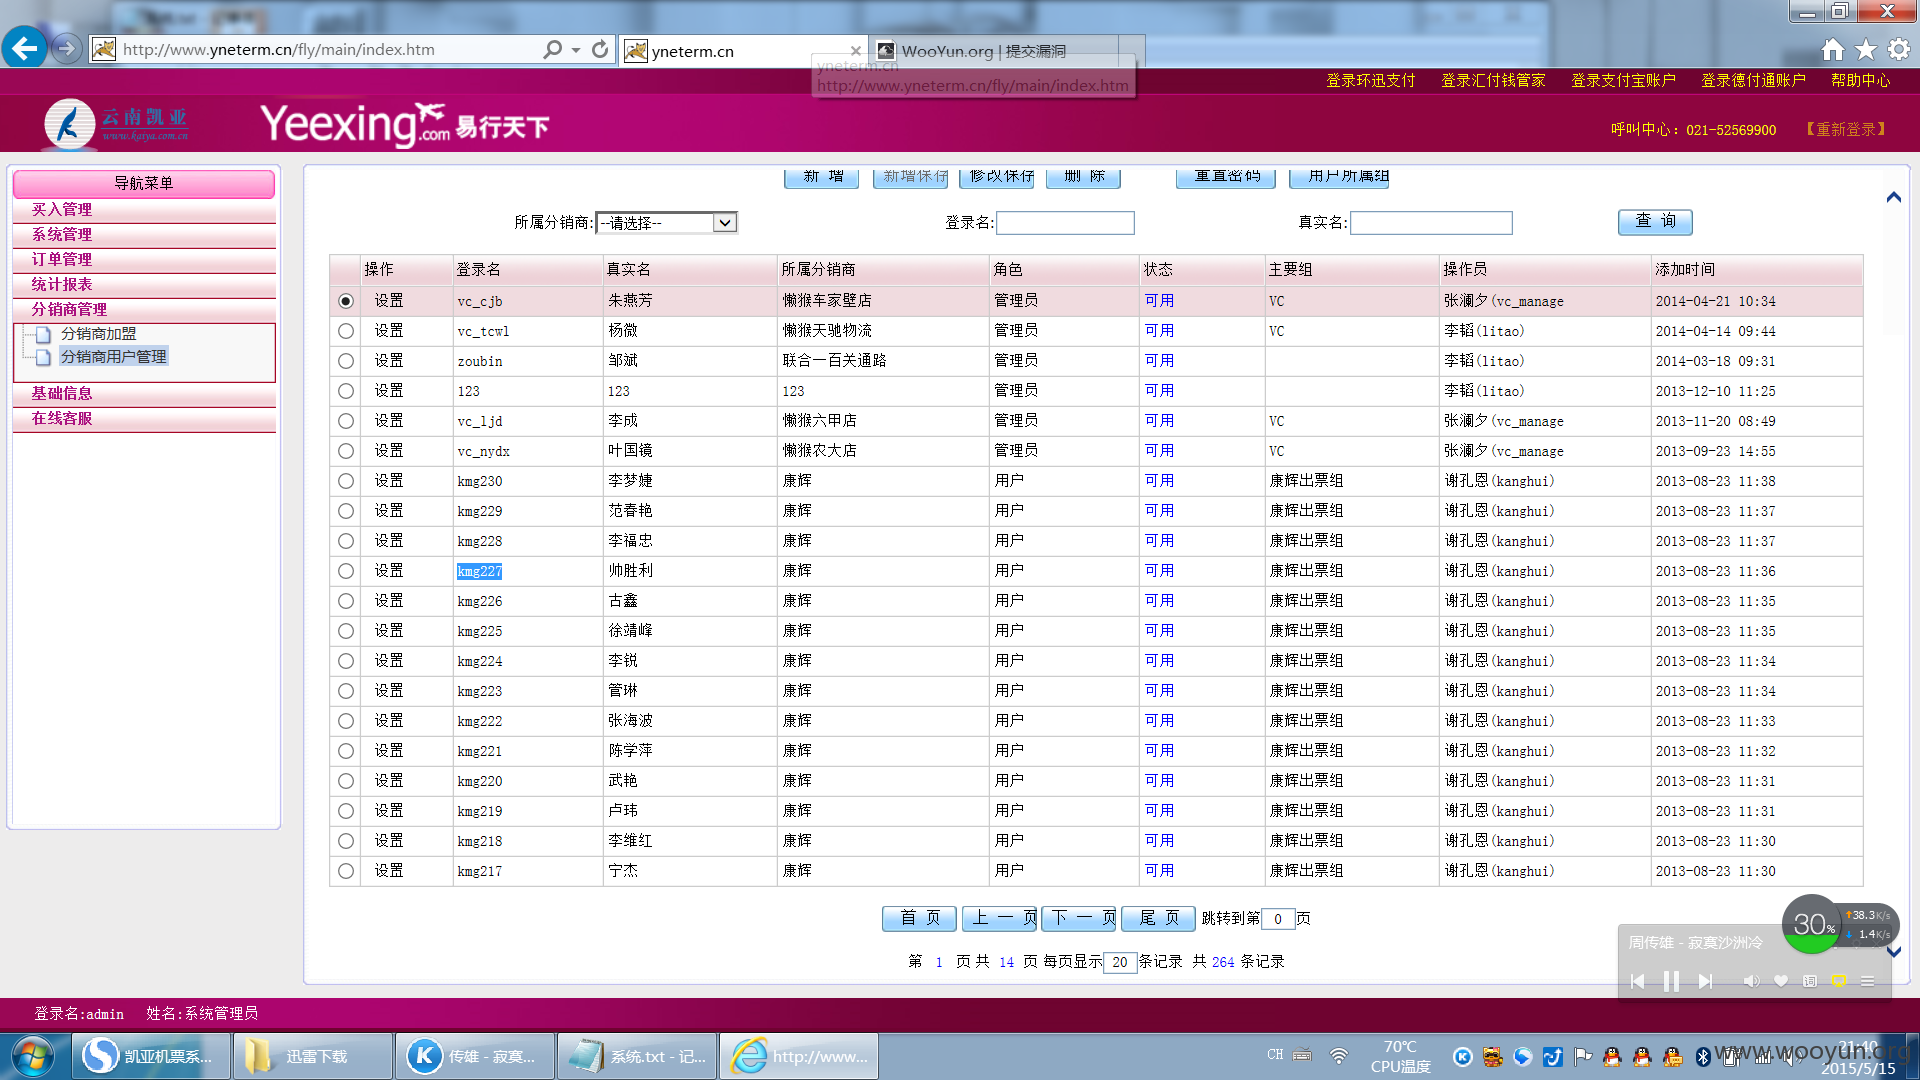 http://www.yneterm.cn/fly/main/index.htm
yneterm.cn
WooYun.org | 提交漏洞
yneterm.cn
http://www.yneterm.cn/fly/main/index.htm
登录环迅支付 登录汇付钱管家 登录支付宝账户 登录德付通账户 帮助中心
云南凯亚
www.kaiya.com.cn
Yeexing.com 易行天下
呼叫中心：021-52569900 【重新登录】
导航菜单
买入管理
系统管理
订单管理
统计报表
分销商管理
分销商加盟
分销商用户管理
基础信息
在线客服
新 增 新增保存 修改保存 删 除 重置密码 用户所属组
所属分销商: --请选择-- 登录名: 真实名: 查 询
操作 登录名 真实名 所属分销商 角色 状态 主要组 操作员 添加时间
设置 vc_cjb 朱燕芳 懒猴车家壁店 管理员 可用 VC 张澜夕(vc_manage 2014-04-21 10:34
设置 vc_tcwl 杨微 懒猴天驰物流 管理员 可用 VC 李韬(litao) 2014-04-14 09:44
设置 zoubin 邹斌 联合一百关通路 管理员 可用 李韬(litao) 2014-03-18 09:31
设置 123 123 123 管理员 可用 李韬(litao) 2013-12-10 11:25
设置 vc_ljd 李成 懒猴六甲店 管理员 可用 VC 张澜夕(vc_manage 2013-11-20 08:49
设置 vc_nydx 叶国镜 懒猴农大店 管理员 可用 VC 张澜夕(vc_manage 2013-09-23 14:55
设置 kmg230 李梦婕 康辉 用户 可用 康辉出票组 谢孔恩(kanghui) 2013-08-23 11:38
设置 kmg229 范春艳 康辉 用户 可用 康辉出票组 谢孔恩(kanghui) 2013-08-23 11:37
设置 kmg228 李福忠 康辉 用户 可用 康辉出票组 谢孔恩(kanghui) 2013-08-23 11:37
设置 kmg227 帅胜利 康辉 用户 可用 康辉出票组 谢孔恩(kanghui) 2013-08-23 11:36
设置 kmg226 古鑫 康辉 用户 可用 康辉出票组 谢孔恩(kanghui) 2013-08-23 11:35
设置 kmg225 徐靖峰 康辉 用户 可用 康辉出票组 谢孔恩(kanghui) 2013-08-23 11:35
设置 kmg224 李锐 康辉 用户 可用 康辉出票组 谢孔恩(kanghui) 2013-08-23 11:34
设置 kmg223 管琳 康辉 用户 可用 康辉出票组 谢孔恩(kanghui) 2013-08-23 11:34
设置 kmg222 张海波 康辉 用户 可用 康辉出票组 谢孔恩(kanghui) 2013-08-23 11:33
设置 kmg221 陈学萍 康辉 用户 可用 康辉出票组 谢孔恩(kanghui) 2013-08-23 11:32
设置 kmg220 武艳 康辉 用户 可用 康辉出票组 谢孔恩(kanghui) 2013-08-23 11:31
设置 kmg219 卢玮 康辉 用户 可用 康辉出票组 谢孔恩(kanghui) 2013-08-23 11:31
设置 kmg218 李维红 康辉 用户 可用 康辉出票组 谢孔恩(kanghui) 2013-08-23 11:30
设置 kmg217 宁杰 康辉 用户 可用 康辉出票组 谢孔恩(kanghui) 2013-08-23 11:30
首 页 上 一 页 下 一 页 尾 页 跳转到第 0 页
第 1 页 共 14 页 每页显示 20 条记录 共 264 条记录
30% 38.3K/s
1.4K/s
周传雄 - 寂寞沙洲冷
词
登录名:admin 姓名:系统管理员
凯亚机票系... 迅雷下载 传雄 - 寂寞... 系统.txt - 记... http://www...
CH 70℃
CPU温度
21:40
2015/5/15
www.wooyun.org